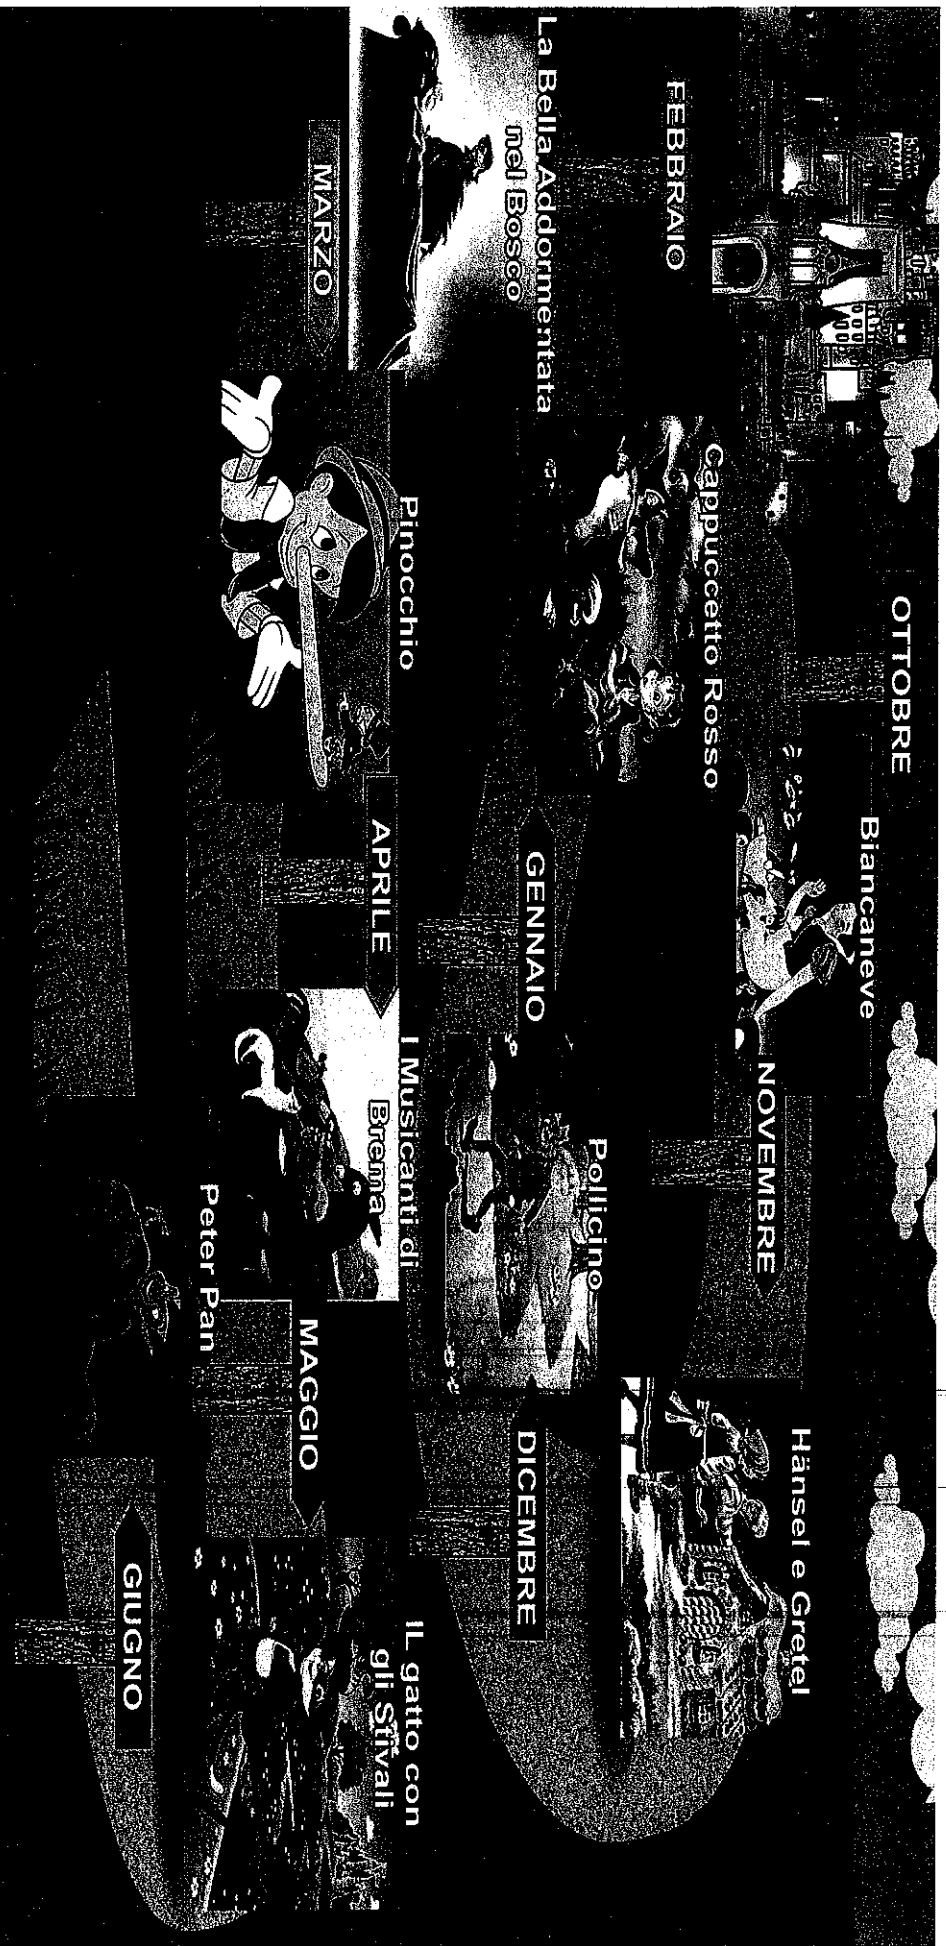 OTTOBRE
Biancaneve
NOVEMBRE
Hänsel e Gretel
DICEMBRE
Pollicino
GENNAIO
Cappuccetto Rosso
FEBBRAIO
La Bella Addormentata
nel Bosco
MARZO
Pinocchio
APRILE
I Musicanti di
Brema
MAGGIO
IL gatto con
gli Stivali
GIUGNO
Peter Pan